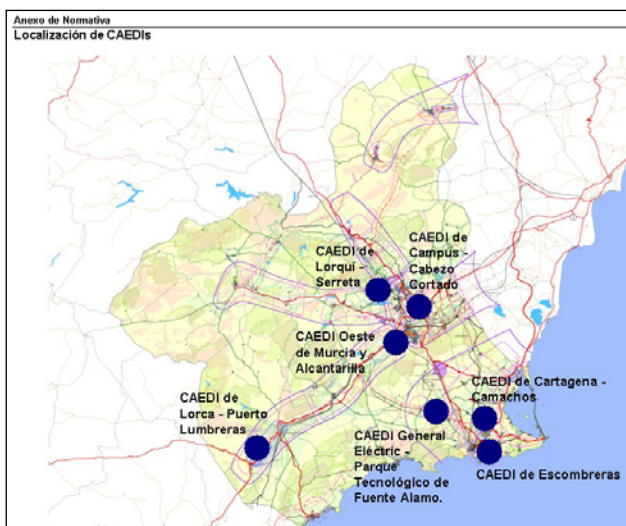 Anexo de Normativa
Localización de CAEDIs
CAEDI de
Lorquí -
Serreta
CAEDI de
Campus -
Cabezo
Cortado
CAEDI Oeste
de Murcia y
Alcantarilla
CAEDI de
Lorca - Puerto
Lumbreras
CAEDI de Cartagena -
Camachos
CAEDI General
Eléctric -
Parque
Tecnológico de
Fuente Alamo.
CAEDI de Escombreras